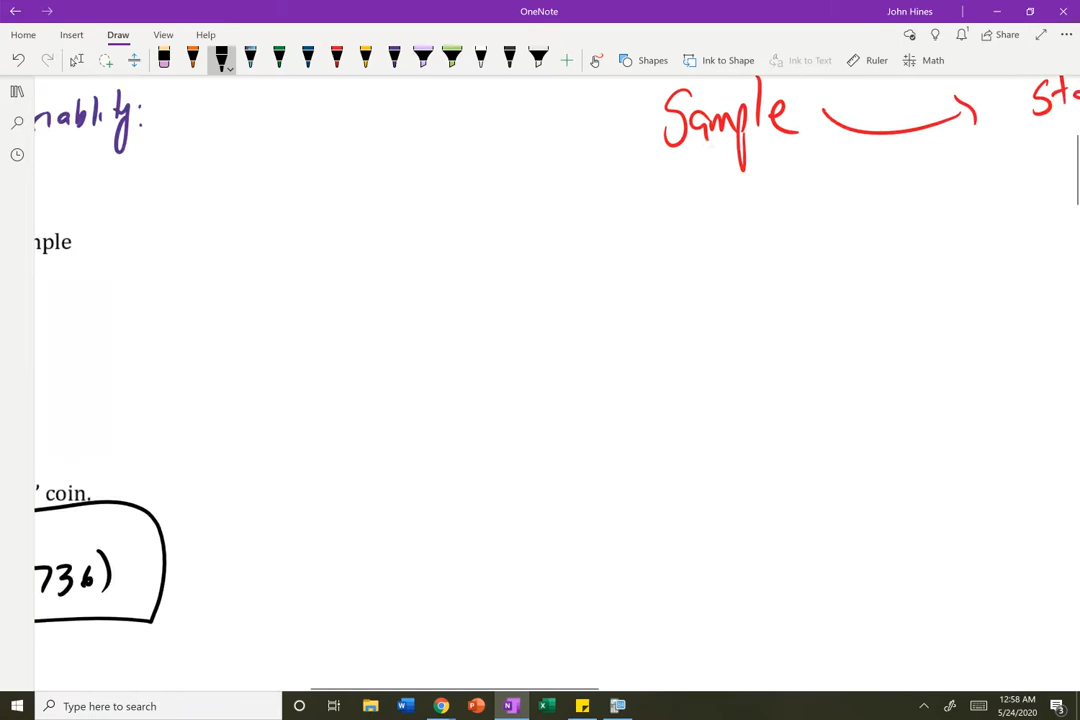 OneNote
John Hines
Home Insert Draw View Help
Share
Shapes Ink to Shape Ink to Text Ruler Math
nablity:
Sample
mple
coin.
736)
Type here to search
12:58 AM
5/24/2020
3